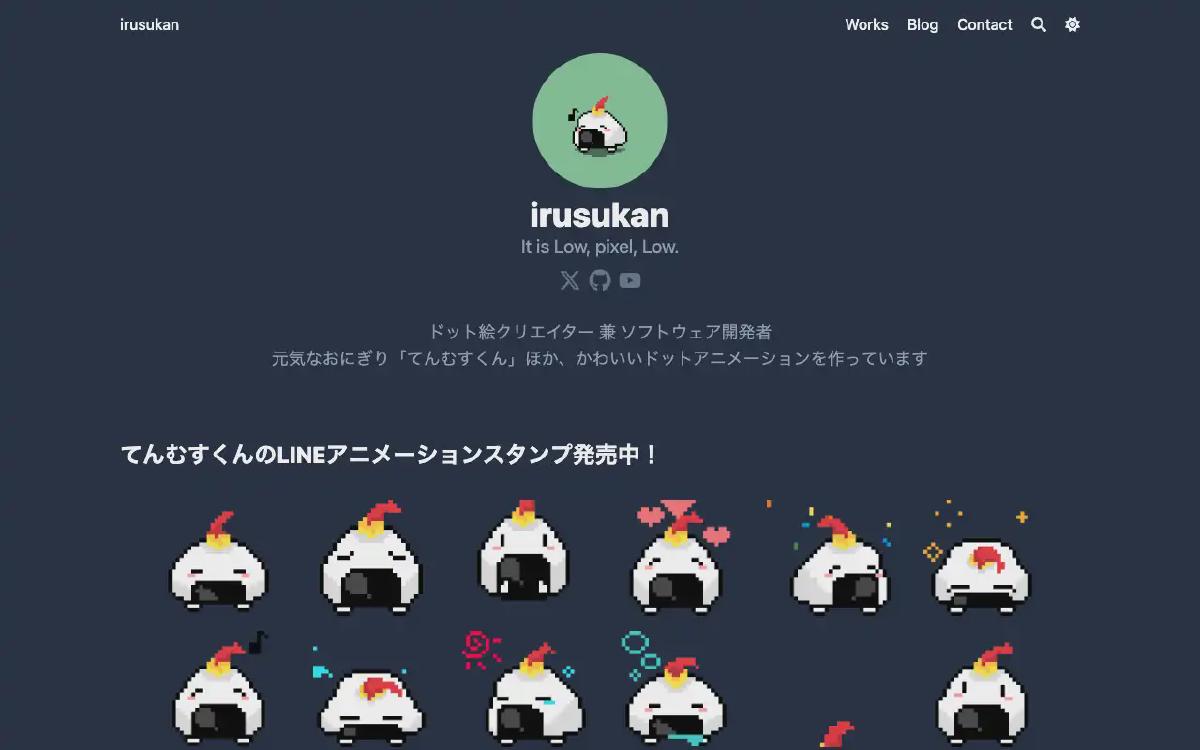 irusukan
Works Blog Contact
irusukan
It is Low, pixel, Low.
ドット絵クリエイター 兼 ソフトウェア開発者
元気なおにぎり「てんむすくん」ほか、かわいいドットアニメーションを作っています
てんむすくんのLINEアニメーションスタンプ発売中！